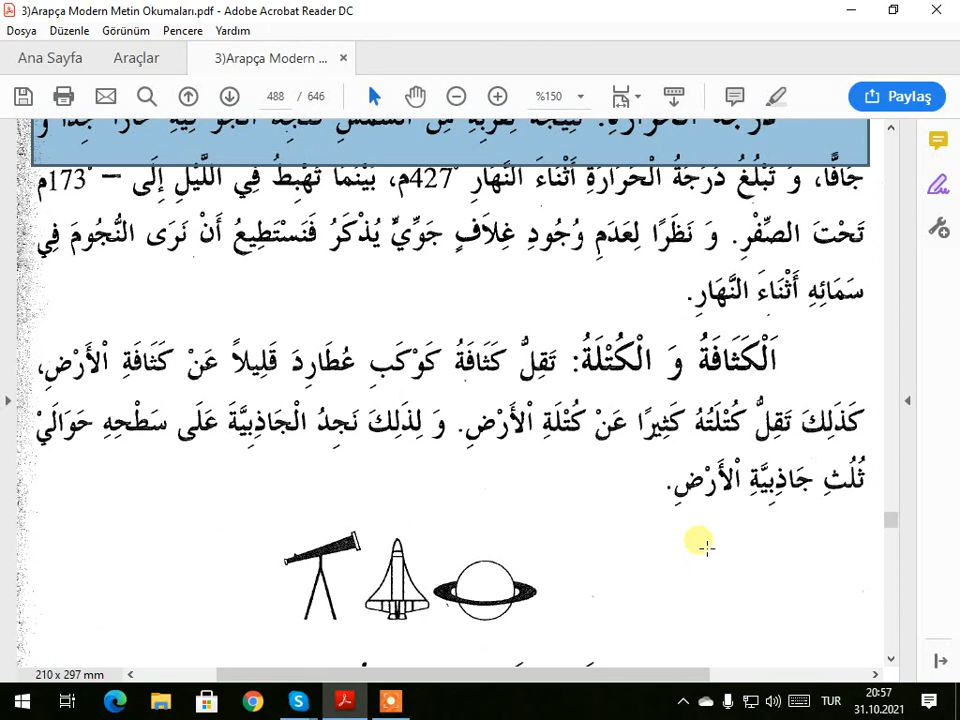 3)Arapça Modern Metin Okumaları.pdf - Adobe Acrobat Reader DC
Dosya Düzenle Görünüm Pencere Yardım
Ana Sayfa Araçlar 3)Arapça Modern ... ×
488 / 646 %150 Paylaş
جَافًّا، وَ تَبْلُغُ دَرَجَةُ الْحَرَارَةِ أَثْنَاءَ النَّهَارِ 427°م، بَيْنَمَا تَهْبِطُ فِي اللَّيْلِ إِلَى – 173°م
تَحْتَ الصِّفْرِ. وَ نَظَرًا لِعَدَمِ وُجُودِ غِلاَفٍ جَوِّيٍّ يُذْكَرُ فَنَسْتَطِيعُ أَنْ نَرَى النُّجُومَ فِي
سَمَائِهِ أَثْنَاءَ النَّهَارِ.
اَلْكَثَافَةُ وَ الْكُتْلَةُ: تَقِلُّ كَثَافَةُ كَوْكَبِ عُطَارِدَ قَلِيلاً عَنْ كَثَافَةِ الْأَرْضِ،
كَذَلِكَ تَقِلُّ كُتْلَتُهُ كَثِيرًا عَنْ كُتْلَةِ الْأَرْضِ. وَ لِذَلِكَ نَجِدُ الْجَاذِبِيَّةَ عَلَى سَطْحِهِ حَوَالَيْ
ثُلُثِ جَاذِبِيَّةِ الْأَرْضِ.
210 x 297 mm
TUR 20:57
31.10.2021